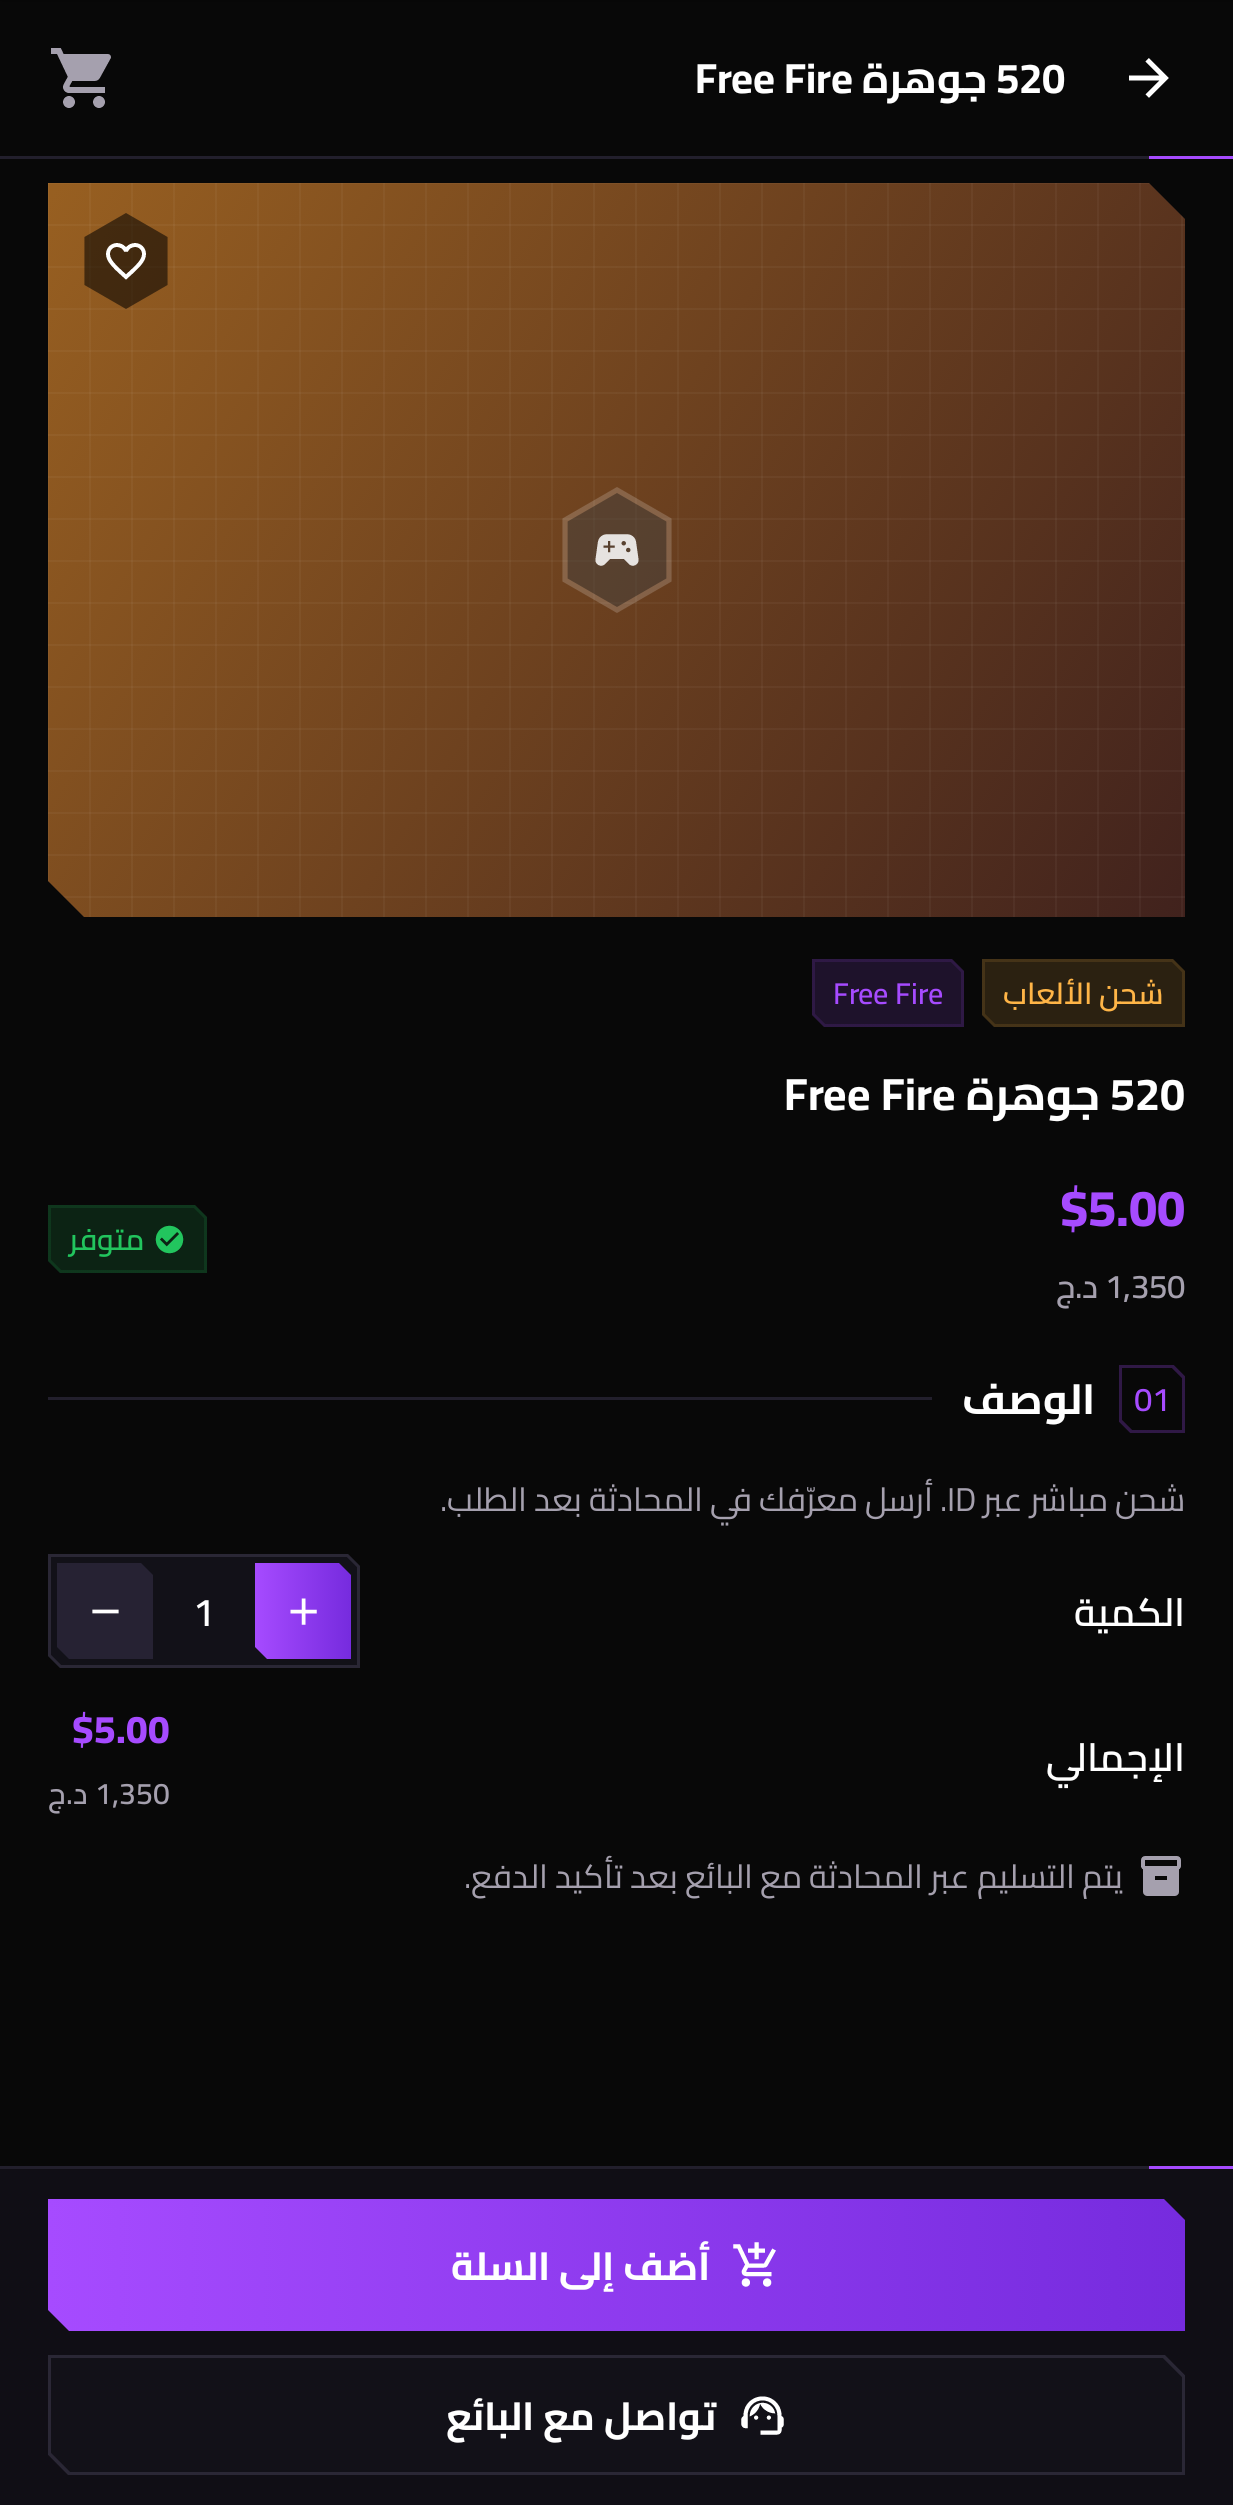 520 جوهرة Free Fire
شحن الألعاب
Free Fire
520 جوهرة Free Fire
$5.00
1,350 د.ج
متوفر
01
الوصف
شحن مباشر عبر ID. أرسل معرّفك في المحادثة بعد الطلب.
الكمية
+ 1 −
الإجمالي
$5.00
1,350 د.ج
يتم التسليم عبر المحادثة مع البائع بعد تأكيد الدفع.
أضف إلى السلة
تواصل مع البائع